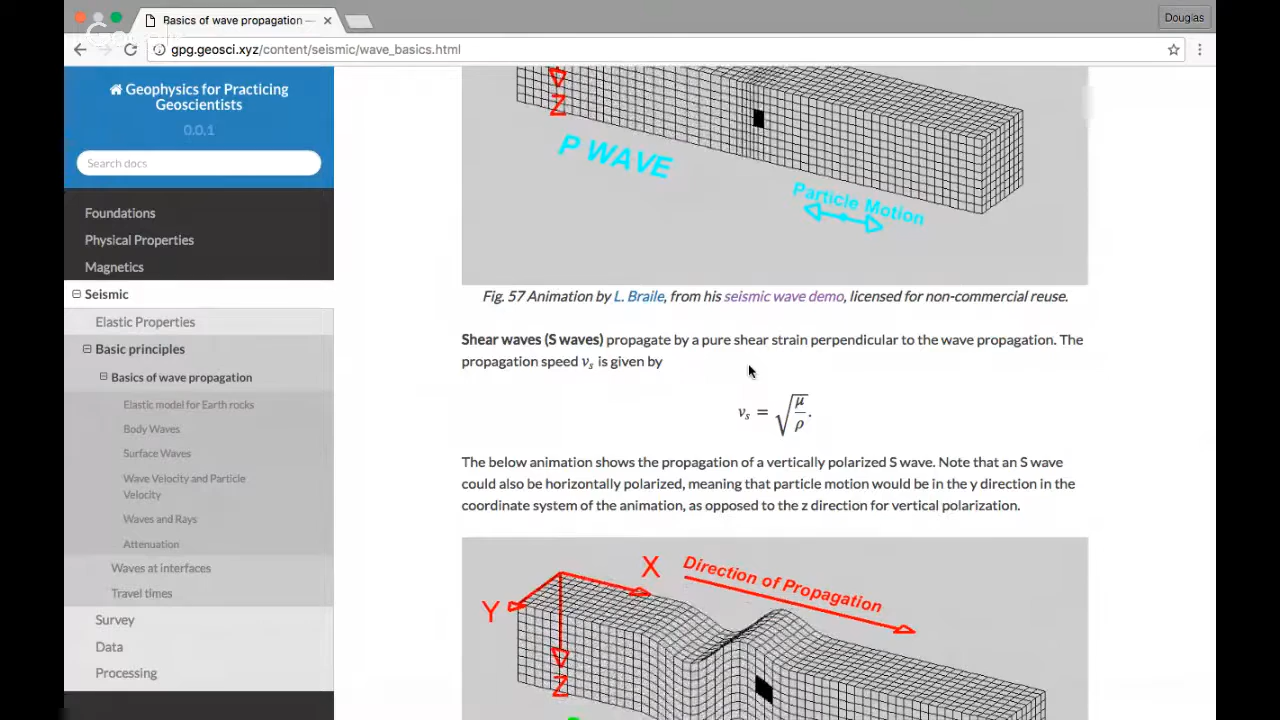 Basics of wave propagation —
Douglas
gpg.geosci.xyz/content/seismic/wave_basics.html
Geophysics for Practicing
Geoscientists
0.0.1
Search docs
Foundations
Physical Properties
Magnetics
Seismic
Elastic Properties
Basic principles
Basics of wave propagation
Elastic model for Earth rocks
Body Waves
Surface Waves
Wave Velocity and Particle
Velocity
Waves and Rays
Attenuation
Waves at interfaces
Travel times
Survey
Data
Processing
Z
P WAVE
Particle Motion
Fig. 57 Animation by L. Braile, from his seismic wave demo, licensed for non-commercial reuse.
Shear waves (S waves) propagate by a pure shear strain perpendicular to the wave propagation. The
propagation speed vₛ is given by
vₛ = √(μ/ρ).
The below animation shows the propagation of a vertically polarized S wave. Note that an S wave
could also be horizontally polarized, meaning that particle motion would be in the y direction in the
coordinate system of the animation, as opposed to the z direction for vertical polarization.
X
Direction of Propagation
Y
Z